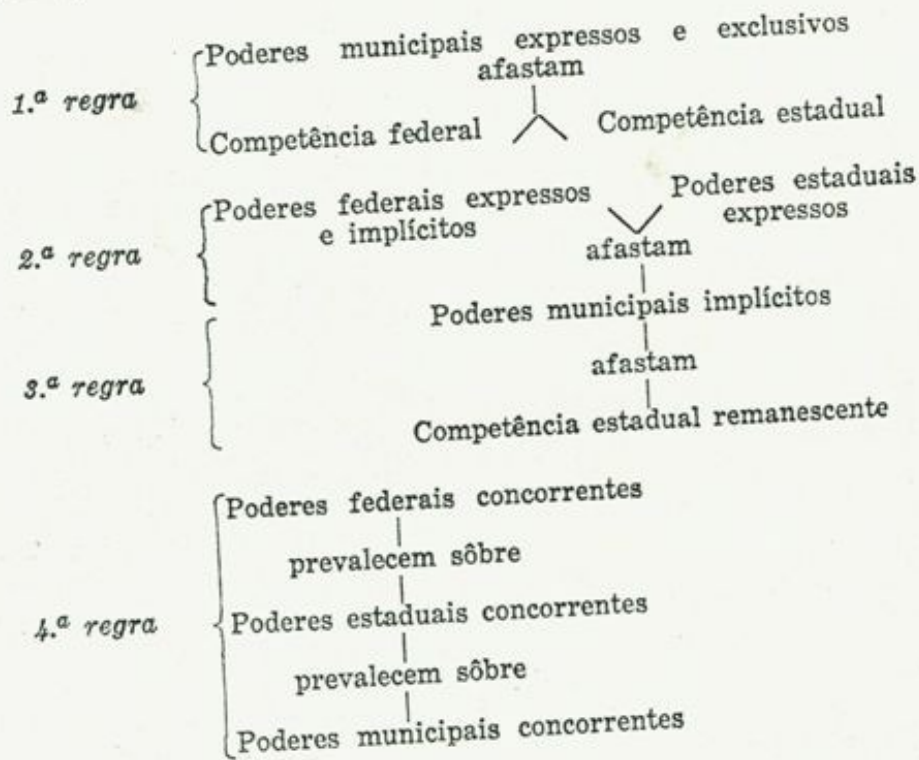 1.ª regra
Poderes municipais expressos e exclusivos
afastam
Competência federal
Competência estadual
2.ª regra
Poderes federais expressos
e implícitos
Poderes estaduais
expressos
afastam
Poderes municipais implícitos
3.ª regra
afastam
Competência estadual remanescente
4.ª regra
Poderes federais concorrentes
prevalecem sôbre
Poderes estaduais concorrentes
prevalecem sôbre
Poderes municipais concorrentes